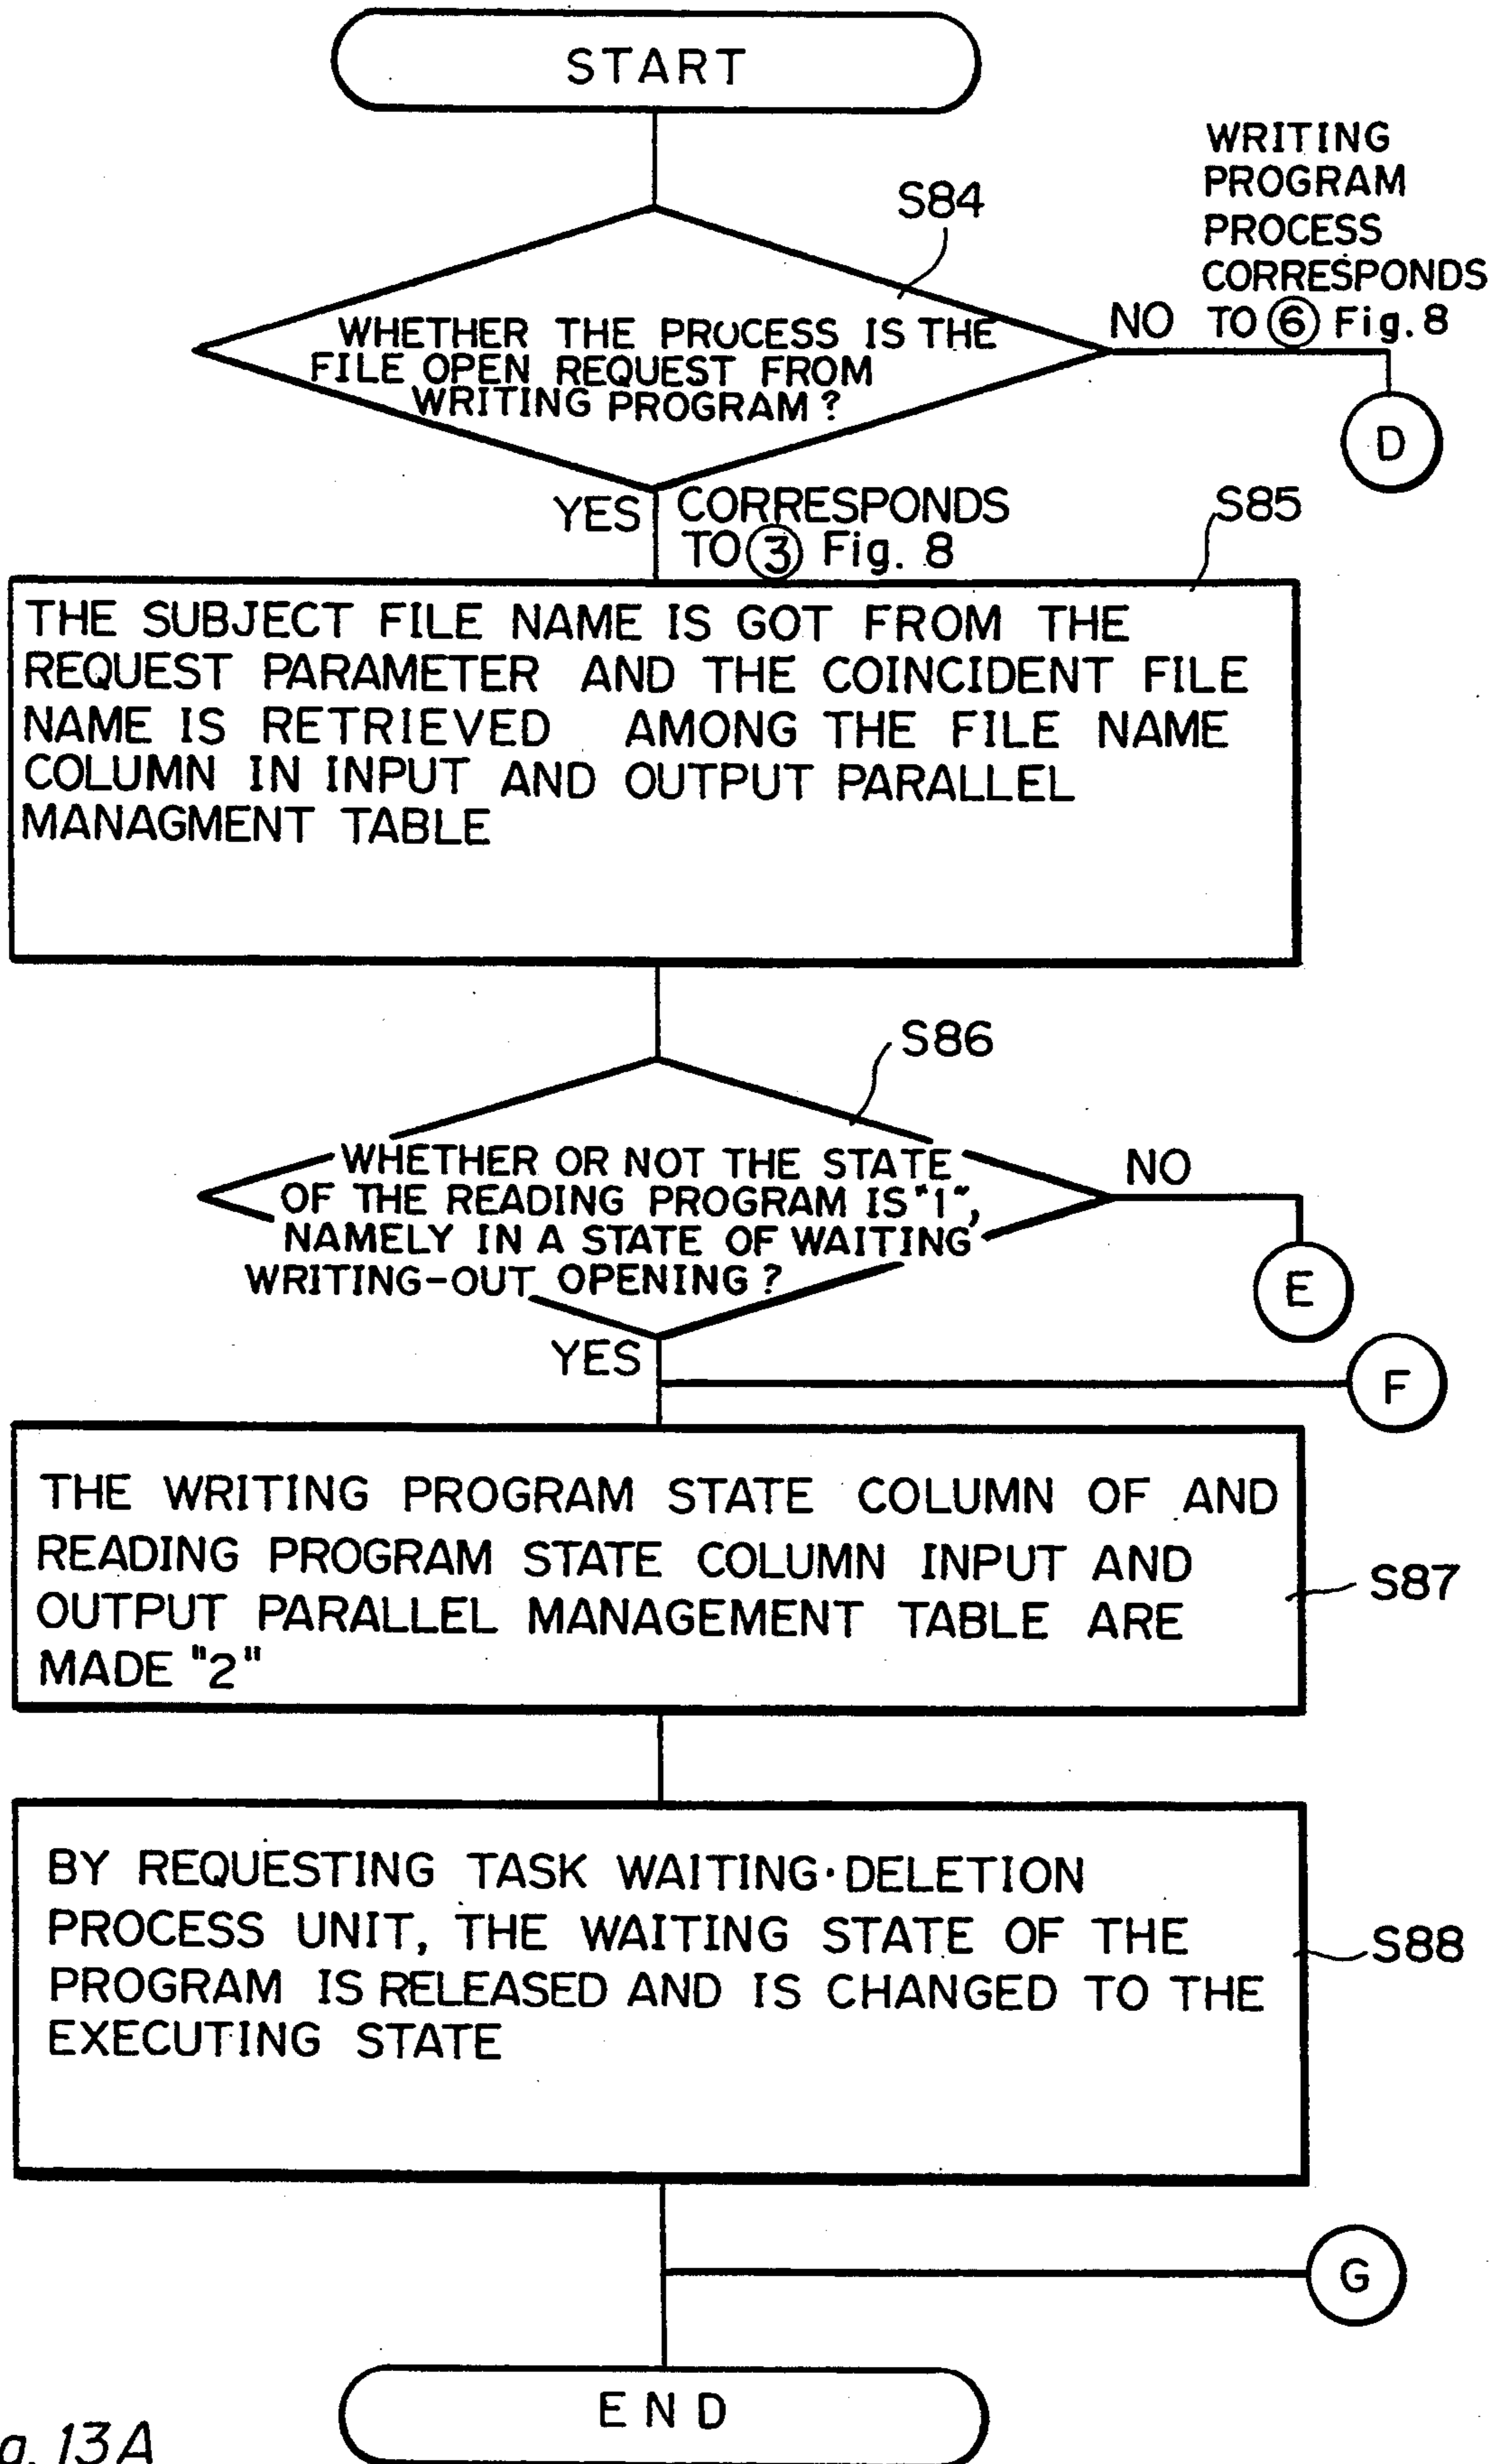 START
S84
WRITING
PROGRAM
PROCESS
CORRESPONDS
TO ⑥ Fig. 8
NO
WHETHER THE PROCESS IS THE
FILE OPEN REQUEST FROM
WRITING PROGRAM?
D
YES
CORRESPONDS
TO ③ Fig. 8
S85
THE SUBJECT FILE NAME IS GOT FROM THE
REQUEST PARAMETER AND THE COINCIDENT FILE
NAME IS RETRIEVED AMONG THE FILE NAME
COLUMN IN INPUT AND OUTPUT PARALLEL
MANAGMENT TABLE
S86
WHETHER OR NOT THE STATE
OF THE READING PROGRAM IS "1",
NAMELY IN A STATE OF WAITING
WRITING-OUT OPENING?
NO
E
YES
F
THE WRITING PROGRAM STATE COLUMN OF AND
READING PROGRAM STATE COLUMN INPUT AND
OUTPUT PARALLEL MANAGEMENT TABLE ARE
MADE "2"
S87
BY REQUESTING TASK WAITING·DELETION
PROCESS UNIT, THE WAITING STATE OF THE
PROGRAM IS RELEASED AND IS CHANGED TO THE
EXECUTING STATE
S88
G
END
13A